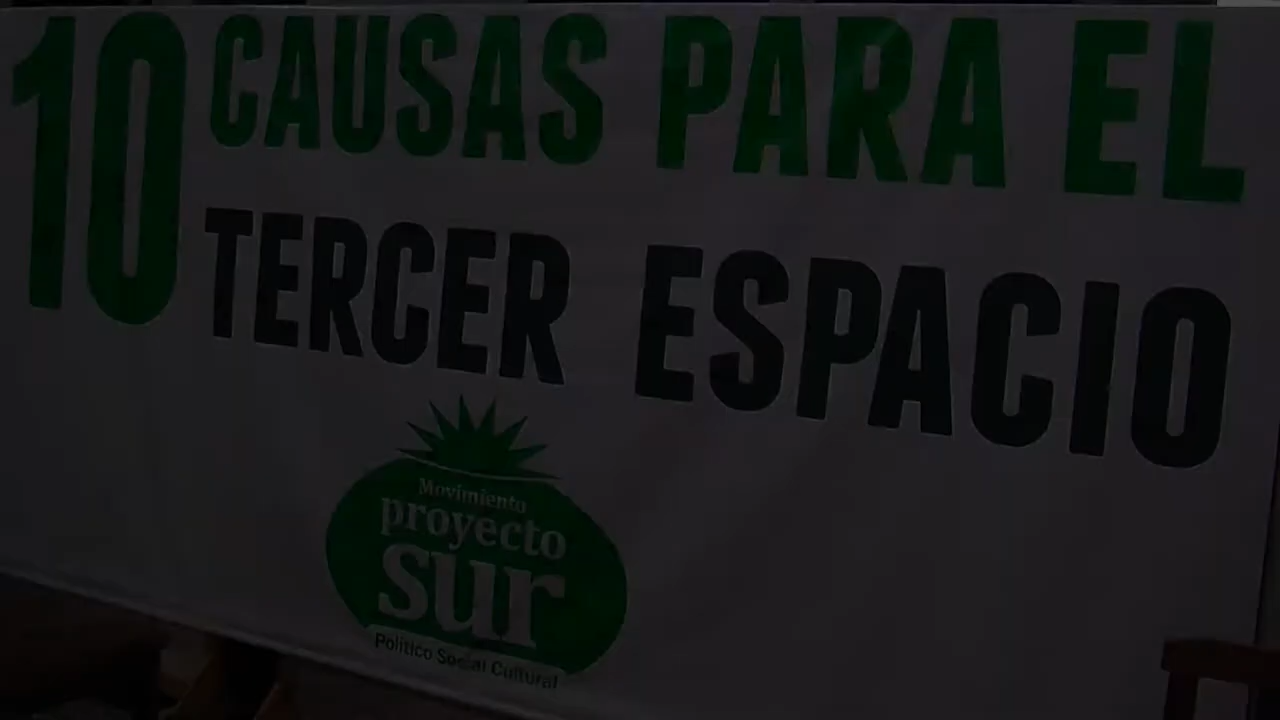 10 CAUSAS PARA EL
TERCER ESPACIO
Movimiento
proyecto
sur
Político Social Cultural